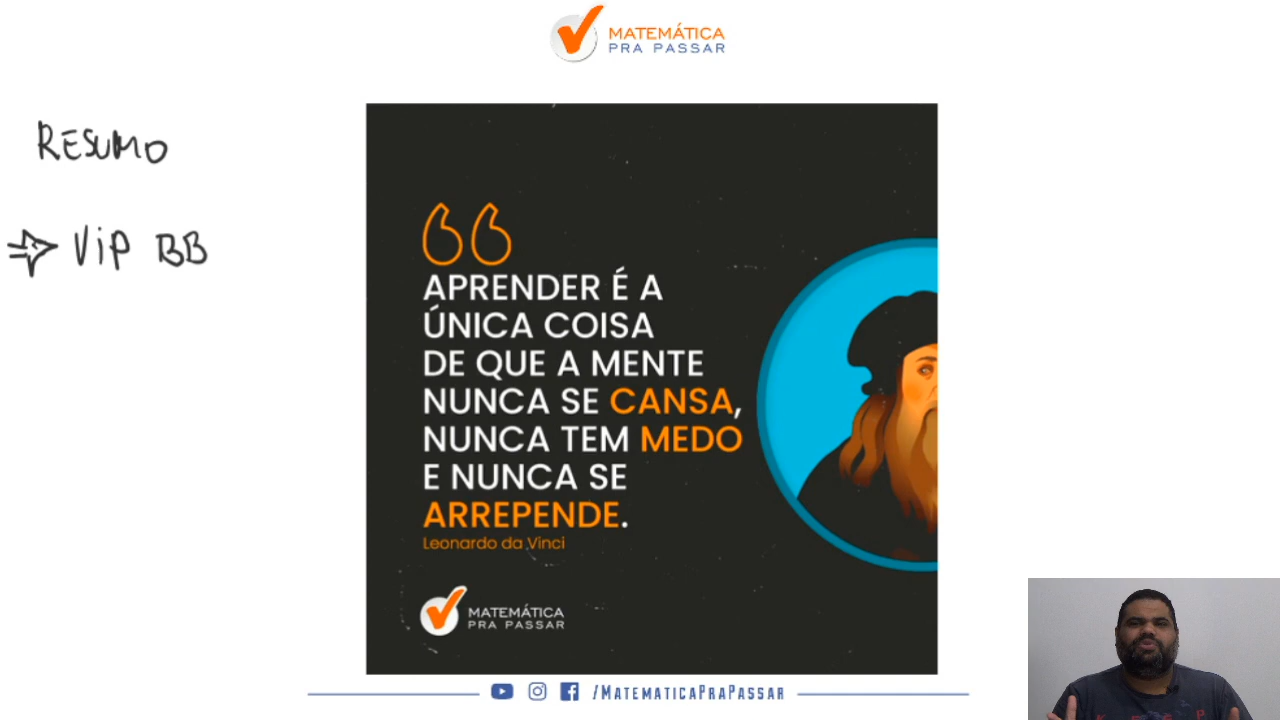 MATEMÁTICA
PRA PASSAR
RESUMO
VIP BB
APRENDER É A
ÚNICA COISA
DE QUE A MENTE
NUNCA SE CANSA,
NUNCA TEM MEDO
E NUNCA SE
ARREPENDE.
Leonardo da Vinci
MATEMÁTICA
PRA PASSAR
/MATEMATICAPRAPASSAR